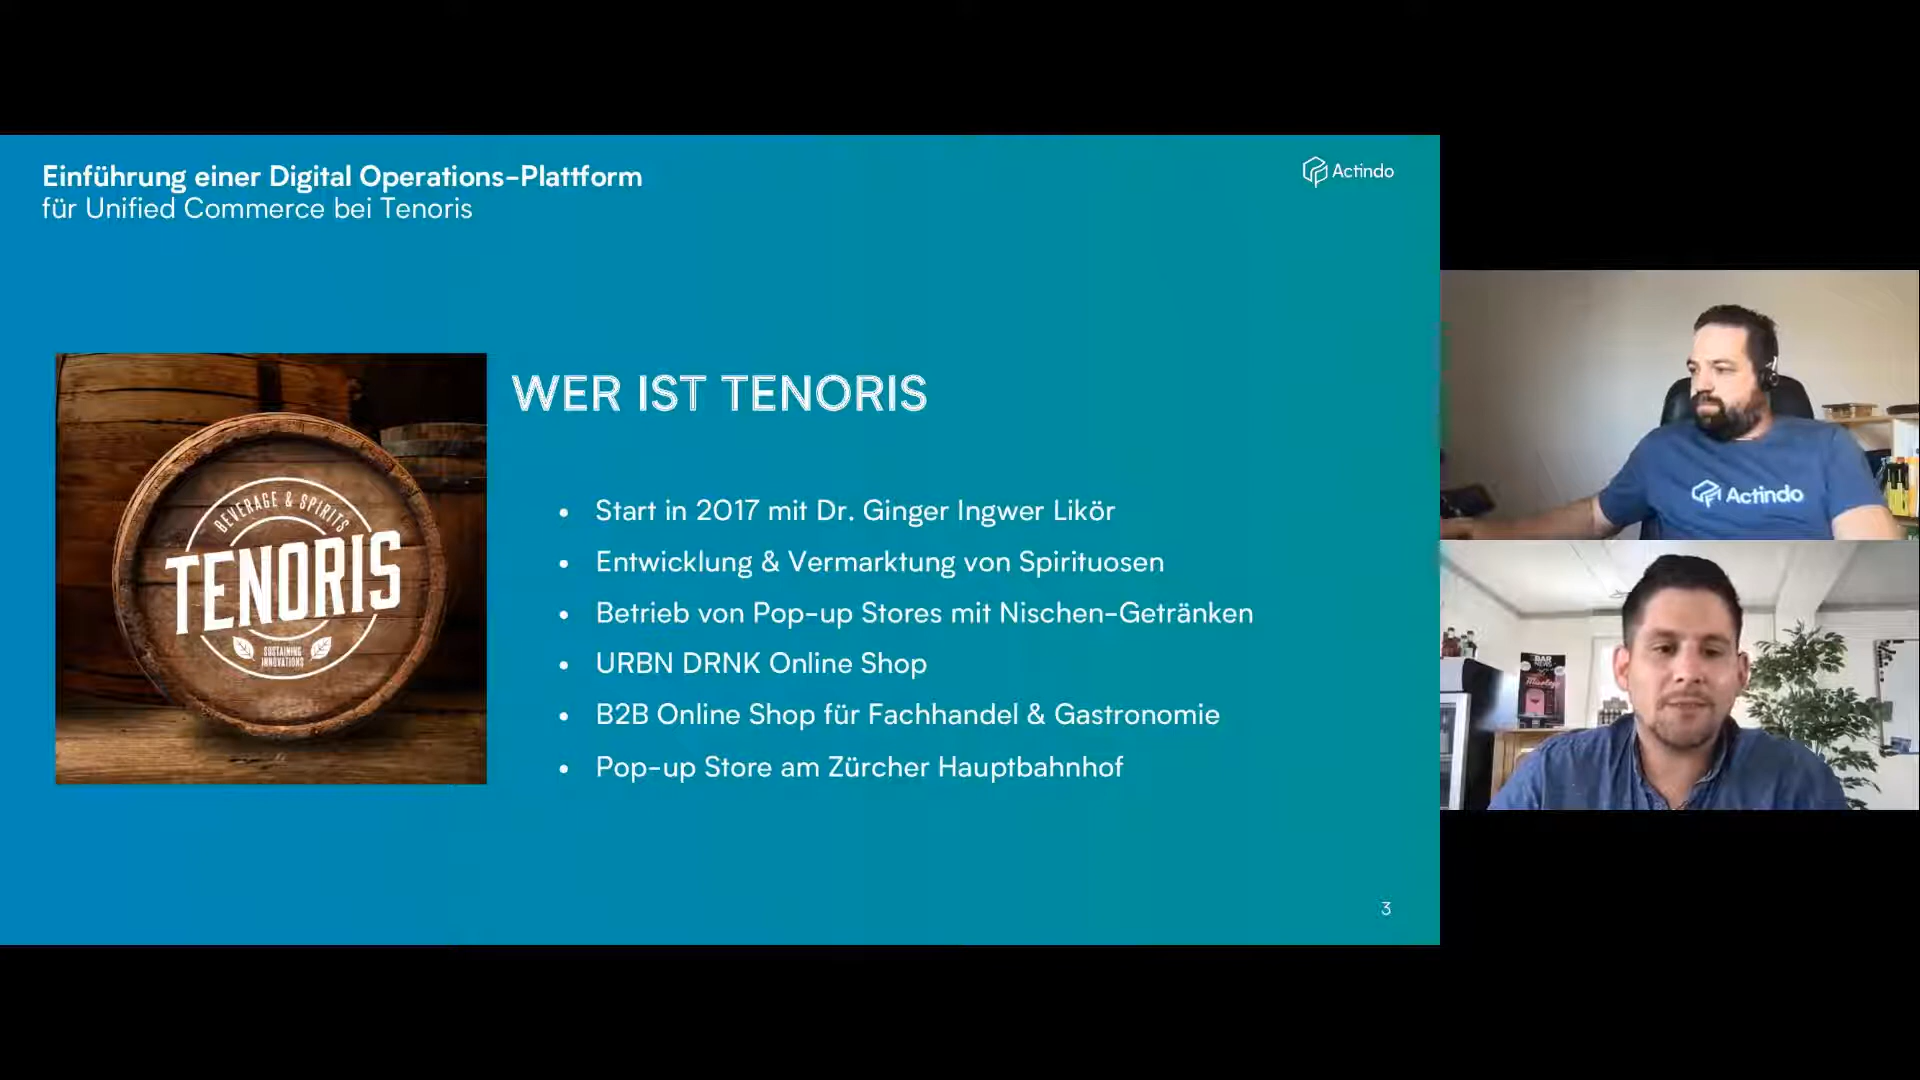 Einführung einer Digital Operations-Plattform
für Unified Commerce bei Tenoris
Actindo
BEVERAGE & SPIRITS
TENORIS
SUSTAINING
INNOVATIONS
WER IST TENORIS
• Start in 2017 mit Dr. Ginger Ingwer Likör
• Entwicklung & Vermarktung von Spirituosen
• Betrieb von Pop-up Stores mit Nischen-Getränken
• URBN DRNK Online Shop
• B2B Online Shop für Fachhandel & Gastronomie
• Pop-up Store am Zürcher Hauptbahnhof
3
Actindo
BAR
NEWS